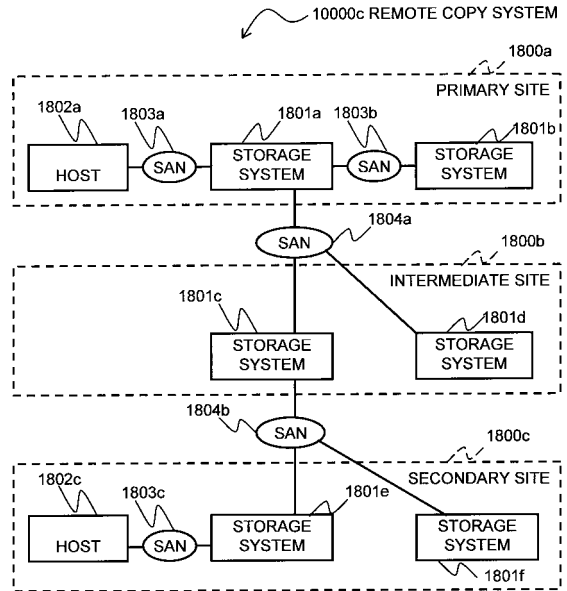 10000c REMOTE COPY SYSTEM
1800a
PRIMARY SITE
1802a
1803a
1801a
1803b
1801b
HOST
SAN
STORAGE
SYSTEM
SAN
STORAGE
SYSTEM
SAN
1804a
1800b
INTERMEDIATE SITE
1801c
1801d
STORAGE
SYSTEM
STORAGE
SYSTEM
1804b
SAN
1800c
SECONDARY SITE
1802c
1803c
1801e
HOST
SAN
STORAGE
SYSTEM
STORAGE
SYSTEM
1801f